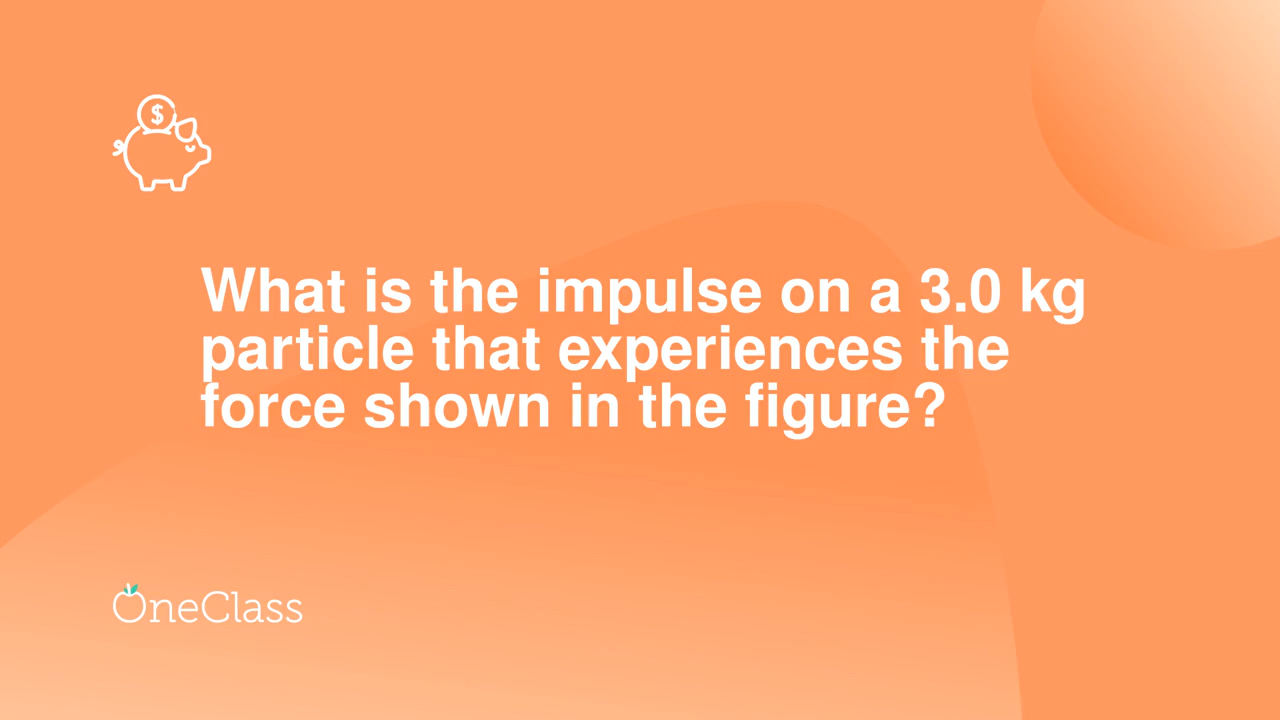 $
What is the impulse on a 3.0 kg
particle that experiences the
force shown in the figure?
OneClass